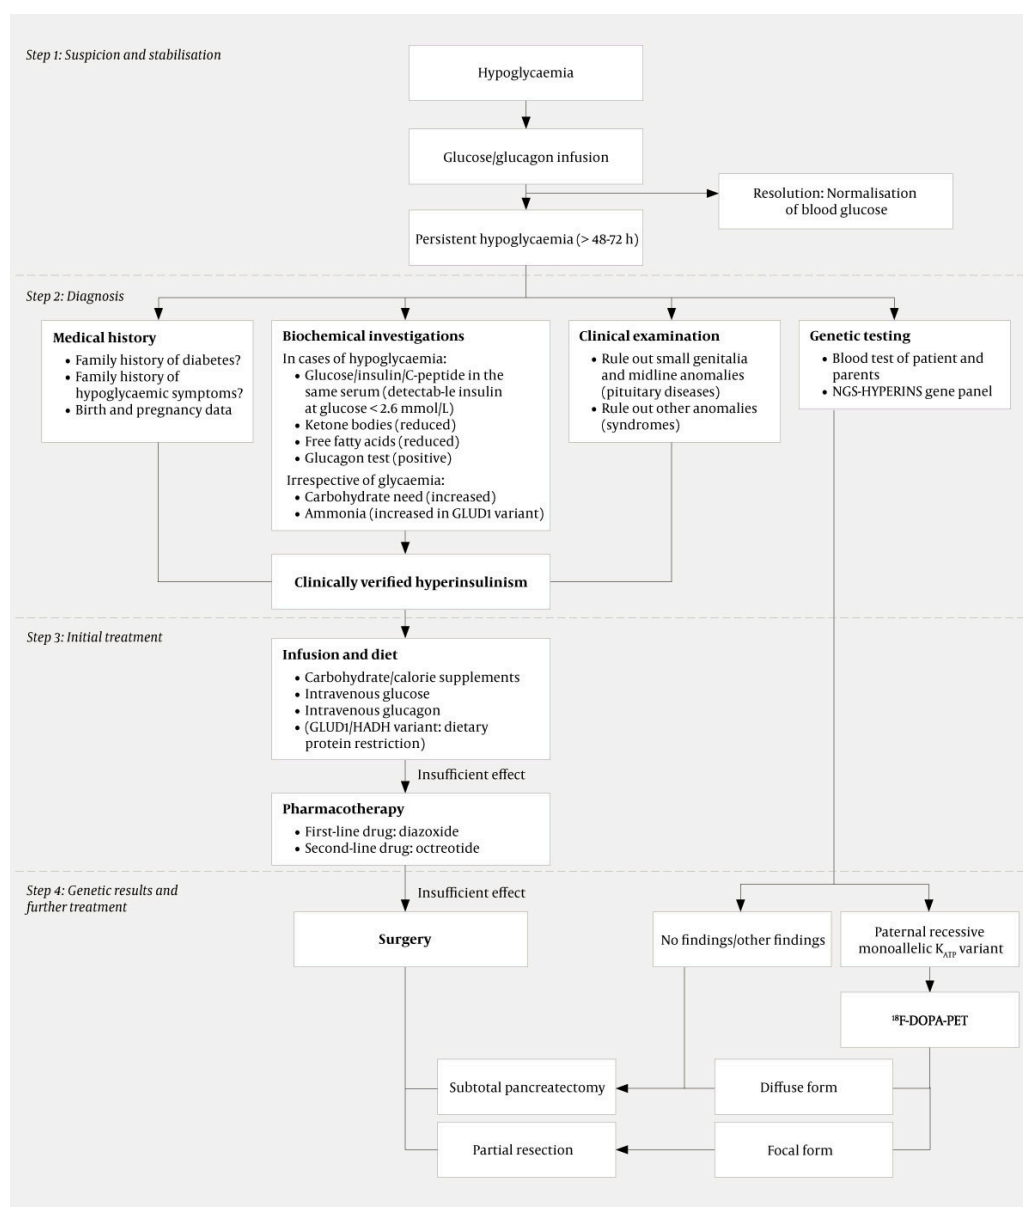 Step 1: Suspicion and stabilisation
Hypoglycaemia
Glucose/glucagon infusion
Resolution: Normalisation
of blood glucose
Persistent hypoglycaemia (> 48-72 h)
Step 2: Diagnosis
Medical history
• Family history of diabetes?
• Family history of
hypoglycaemic symptoms?
• Birth and pregnancy data
Biochemical investigations
In cases of hypoglycaemia:
• Glucose/insulin/C-peptide in the
same serum (detectab-le insulin
at glucose < 2.6 mmol/L)
• Ketone bodies (reduced)
• Free fatty acids (reduced)
• Glucagon test (positive)
Irrespective of glycaemia:
• Carbohydrate need (increased)
• Ammonia (increased in GLUD1 variant)
Clinical examination
• Rule out small genitalia
and midline anomalies
(pituitary diseases)
• Rule out other anomalies
(syndromes)
Genetic testing
• Blood test of patient and
parents
• NGS-HYPERINS gene panel
Clinically verified hyperinsulinism
Step 3: Initial treatment
Infusion and diet
• Carbohydrate/calorie supplements
• Intravenous glucose
• Intravenous glucagon
• (GLUD1/HADH variant: dietary
protein restriction)
Insufficient effect
Pharmacotherapy
• First-line drug: diazoxide
• Second-line drug: octreotide
Step 4: Genetic results and
further treatment
Insufficient effect
Surgery
No findings/other findings
Paternal recessive
monoallelic K_ATP variant
¹⁸F-DOPA-PET
Subtotal pancreatectomy
Diffuse form
Partial resection
Focal form